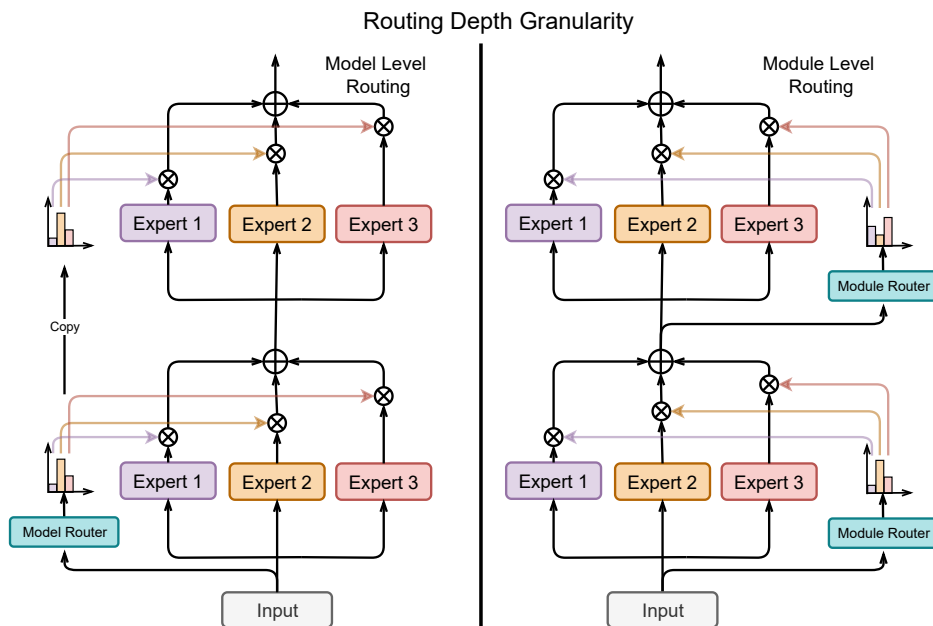 Routing Depth Granularity
Model Level
Routing
Expert 1
Expert 2
Expert 3
Copy
Expert 1
Expert 2
Expert 3
Model Router
Input
Module Level
Routing
Expert 1
Expert 2
Expert 3
Module Router
Expert 1
Expert 2
Expert 3
Module Router
Input